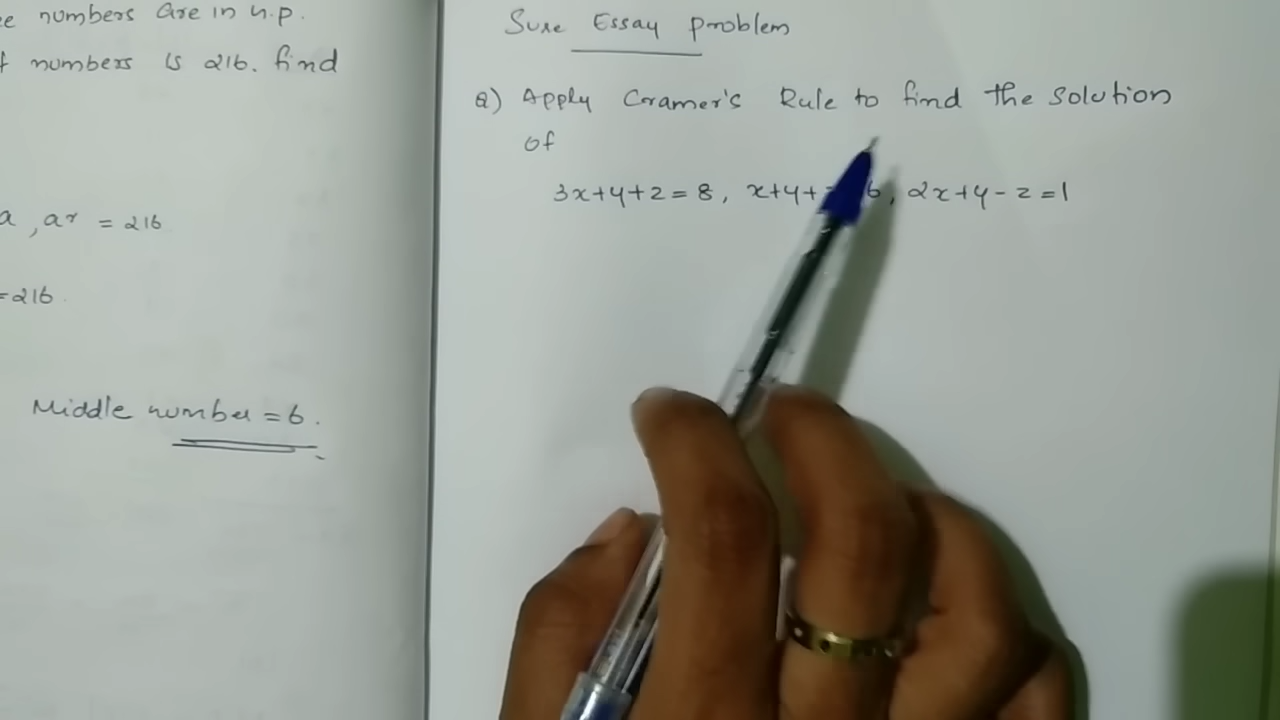 numbers are in n.p.
numbers is 216. find
a, ar = 216
=216.
Middle number = 6.
Sure Essay problem
Q) Apply Cramer's Rule to find the solution
of
3x+y+z=8, x+y+ 6, 2x+y-z=1